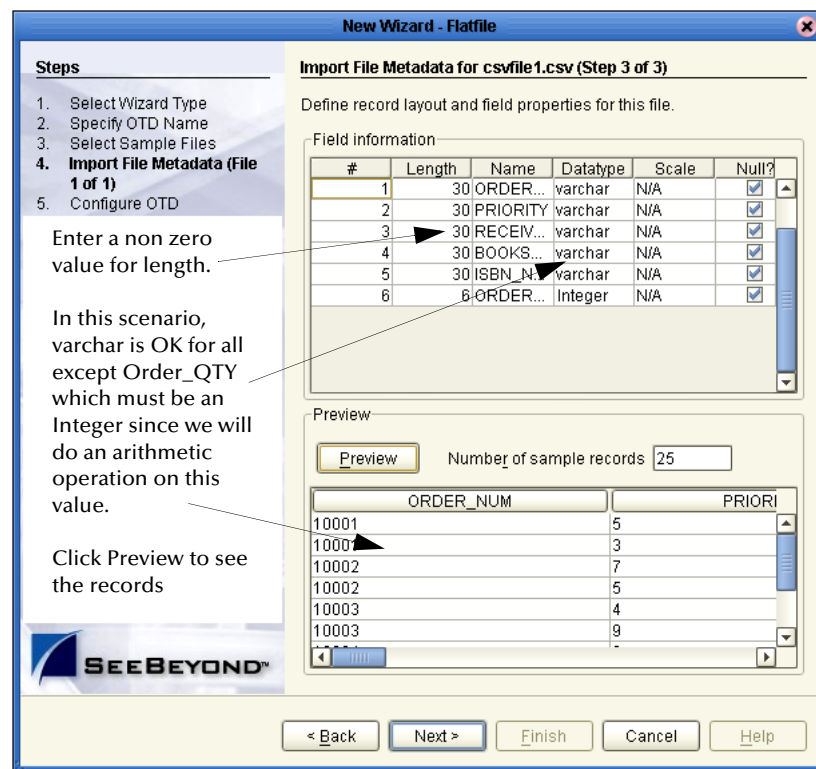 New Wizard - Flatfile
Steps
1. Select Wizard Type
2. Specify OTD Name
3. Select Sample Files
4. Import File Metadata (File
1 of 1)
5. Configure OTD
Enter a non zero
value for length.
In this scenario,
varchar is OK for all
except Order_QTY
which must be an
Integer since we will
do an arithmetic
operation on this
value.
Click Preview to see
the records
SEEBEYOND™
Import File Metadata for csvfile1.csv (Step 3 of 3)
Define record layout and field properties for this file.
Field information
# Length Name Datatype Scale Null?
1 30 ORDER... varchar N/A
2 30 PRIORITY varchar N/A
3 30 RECEIV... varchar N/A
4 30 BOOKS... varchar N/A
5 30 ISBN_N... varchar N/A
6 6 ORDER... Integer N/A
Preview
Preview Number of sample records 25
ORDER_NUM PRIORI
10001 5
1000 3
10002 7
10002 5
10003 4
10003 9
< Back Next > Finish Cancel Help